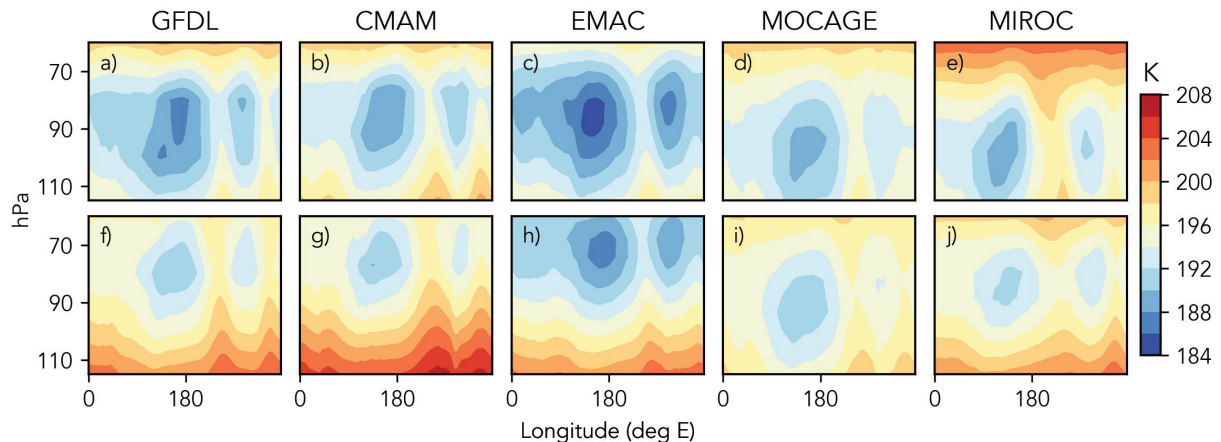 GFDL CMAM EMAC MOCAGE MIROC
a) b) c) d) e) K
70 90 110
208 204 200 196 192 188 184
hPa
f) g) h) i) j)
70 90 110
0 180 0 180 0 180 0 180 0 180
Longitude (deg E)